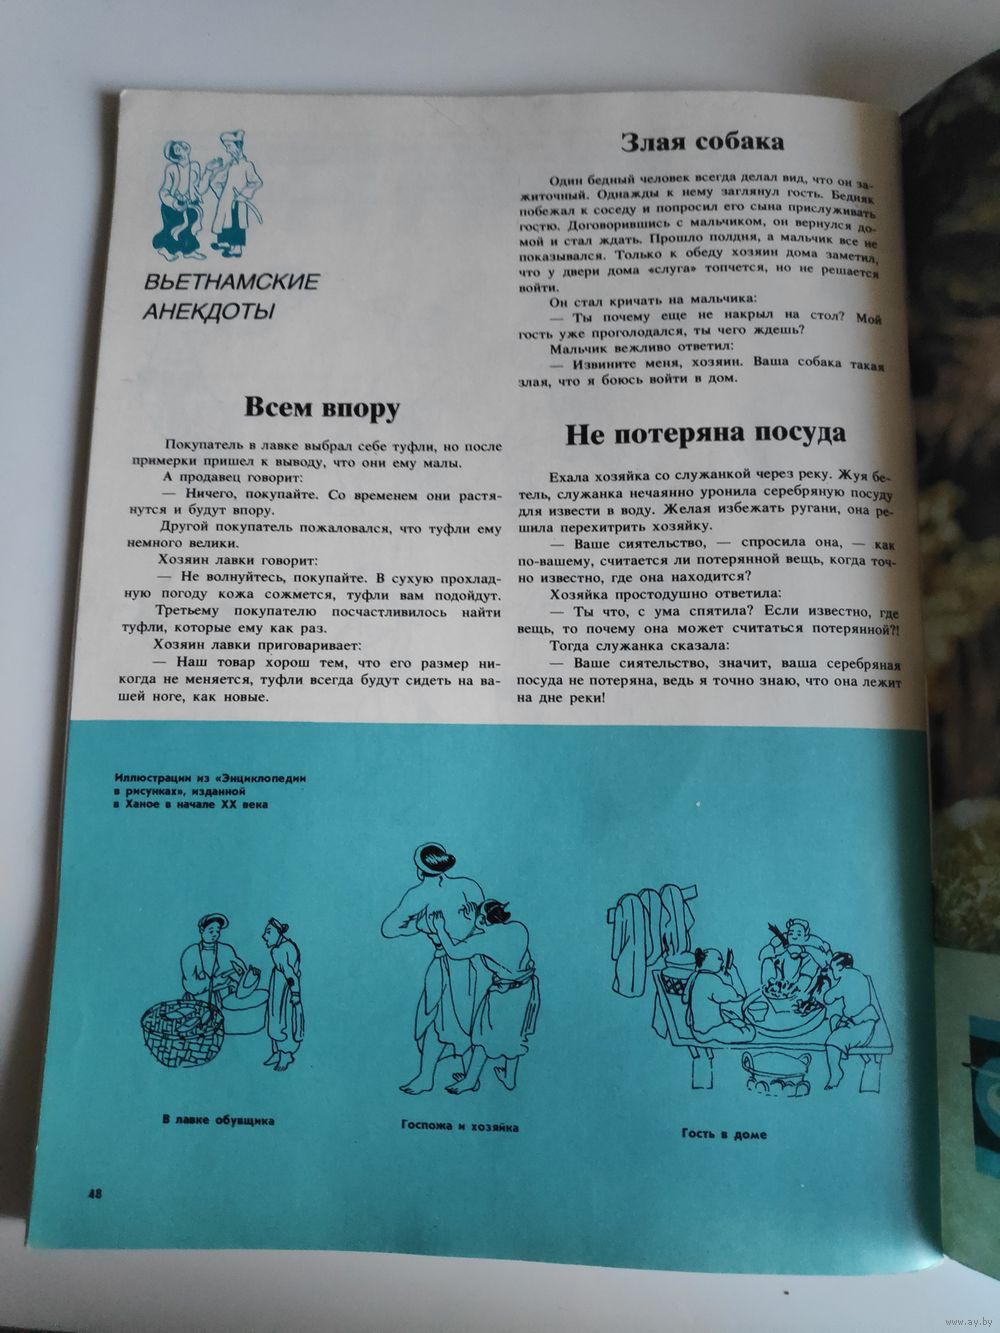 ВЬЕТНАМСКИЕ
АНЕКДОТЫ
Всем впору
Покупатель в лавке выбрал себе туфли, но после
примерки пришел к выводу, что они ему малы.
А продавец говорит:
— Ничего, покупайте. Со временем они растя-
нутся и будут впору.
Другой покупатель пожаловался, что туфли ему
немного велики.
Хозяин лавки говорит:
— Не волнуйтесь, покупайте. В сухую прохлад-
ную погоду кожа сожмется, туфли вам подойдут.
Третьему покупателю посчастливилось найти
туфли, которые ему как раз.
Хозяин лавки приговаривает:
— Наш товар хорош тем, что его размер ни-
когда не меняется, туфли всегда будут сидеть на ва-
шей ноге, как новые.
Злая собака
Один бедный человек всегда делал вид, что он за-
житочный. Однажды к нему заглянул гость. Бедняк
побежал к соседу и попросил его сына прислуживать
гостю. Договорившись с мальчиком, он вернулся до-
мой и стал ждать. Прошло полдня, а мальчик все не
показывался. Только к обеду хозяин дома заметил,
что у двери дома «слуга» топчется, но не решается
войти.
Он стал кричать на мальчика:
— Ты почему еще не накрыл на стол? Мой
гость уже проголодался, ты чего ждешь?
Мальчик вежливо ответил:
— Извините меня, хозяин. Ваша собака такая
злая, что я боюсь войти в дом.
Не потеряна посуда
Ехала хозяйка со служанкой через реку. Жуя бе-
тель, служанка нечаянно уронила серебряную посуду
для извести в воду. Желая избежать ругани, она ре-
шила перехитрить хозяйку.
— Ваше сиятельство, — спросила она, — как
по-вашему, считается ли потерянной вещь, когда точ-
но известно, где она находится?
Хозяйка простодушно ответила:
— Ты что, с ума спятила? Если известно, где
вещь, то почему она может считаться потерянной?!
Тогда служанка сказала:
— Ваше сиятельство, значит, ваша серебряная
посуда не потеряна, ведь я точно знаю, что она лежит
на дне реки!
Иллюстрации из «Энциклопедии
в рисунках», изданной
в Ханое в начале XX века
В лавке обувщика
Госпожа и хозяйка
Гость в доме
48
www.ay.by